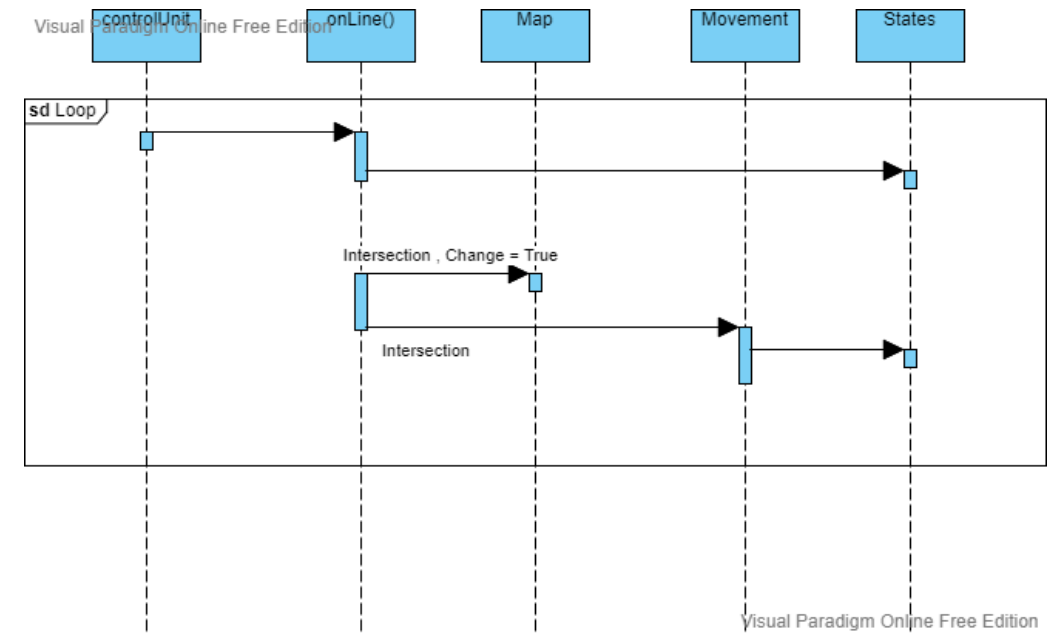 controlUnit
onLine()
Map
Movement
States
Visual Paradigm Online Free Edition
sd Loop
Intersection , Change = True
Intersection
Visual Paradigm Online Free Edition